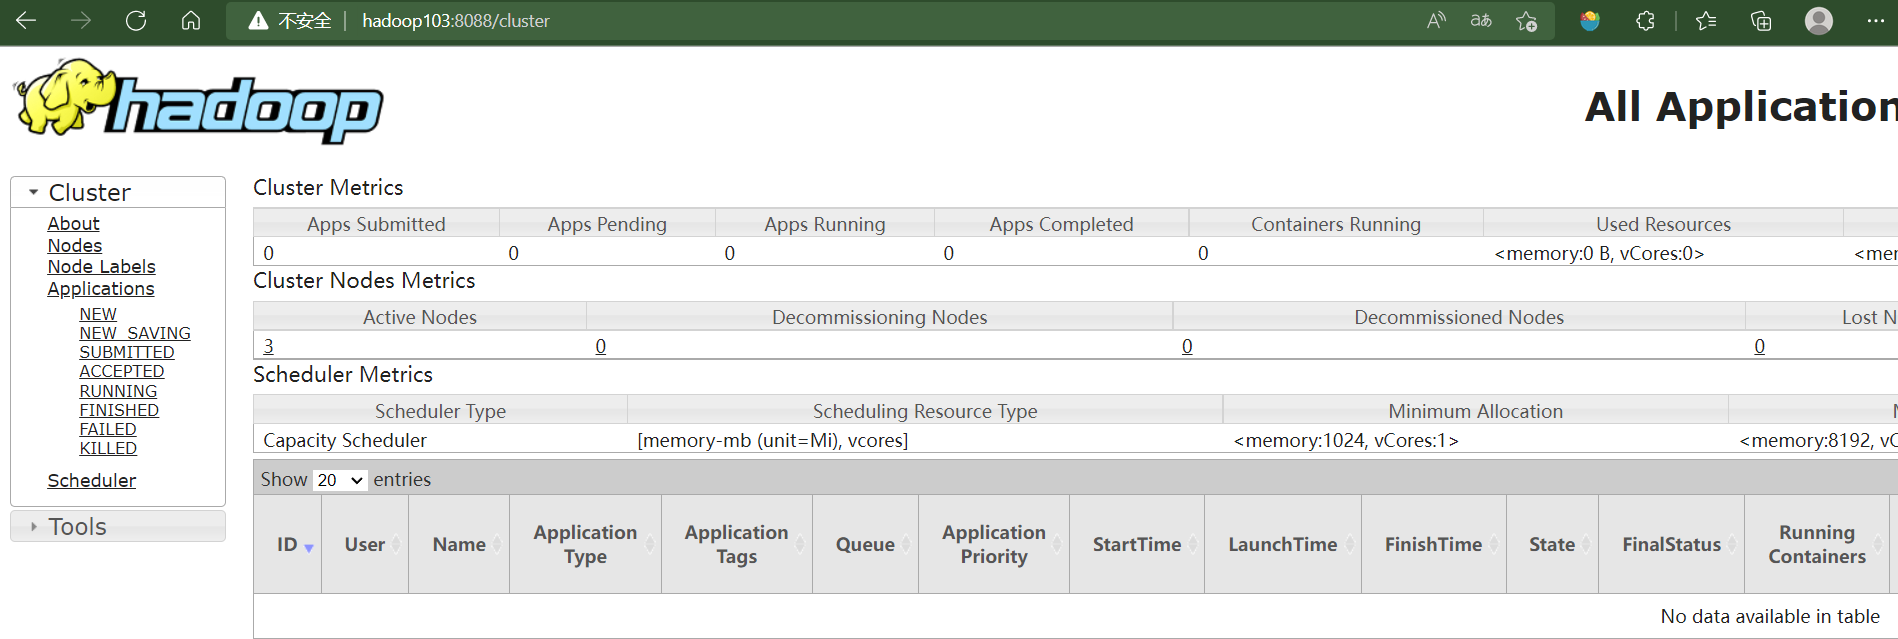 不安全 hadoop103:8088/cluster
hadoop
All Application
Cluster
About
Nodes
Node Labels
Applications
NEW
NEW_SAVING
SUBMITTED
ACCEPTED
RUNNING
FINISHED
FAILED
KILLED
Scheduler
Tools
Cluster Metrics
Apps Submitted Apps Pending Apps Running Apps Completed Containers Running Used Resources
0 0 0 0 0 <memory:0 B, vCores:0> <mem
Cluster Nodes Metrics
Active Nodes Decommissioning Nodes Decommissioned Nodes Lost N
3 0 0 0
Scheduler Metrics
Scheduler Type Scheduling Resource Type Minimum Allocation
Capacity Scheduler [memory-mb (unit=Mi), vcores] <memory:1024, vCores:1> <memory:8192, vC
Show 20 entries
ID User Name Application Type Application Tags Queue Application Priority StartTime LaunchTime FinishTime State FinalStatus Running Containers
No data available in table